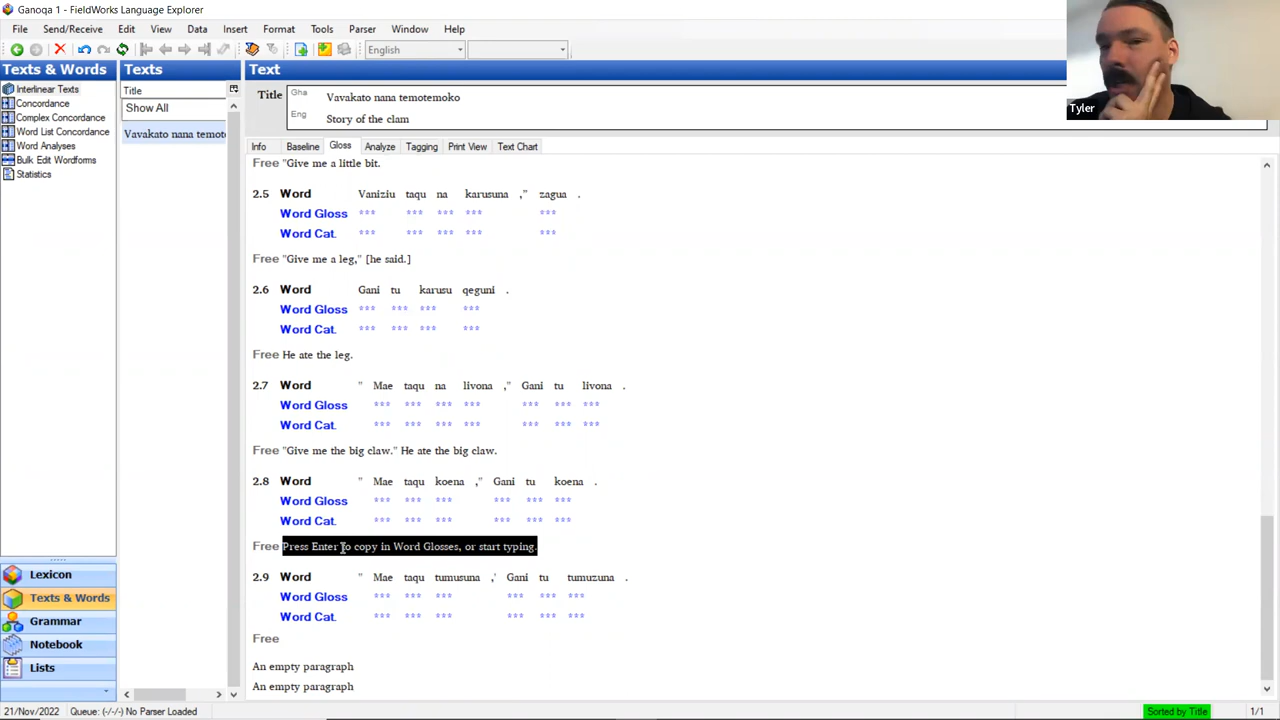 Ganoqa 1 - FieldWorks Language Explorer
File Send/Receive Edit View Data Insert Format Tools Parser Window Help
English
Texts & Words
Interlinear Texts
Concordance
Complex Concordance
Word List Concordance
Word Analyses
Bulk Edit Wordforms
Statistics
Lexicon
Texts & Words
Grammar
Notebook
Lists
Texts
Title
Show All
Vavakato nana temot
Text
Title
Gha Vavakato nana temotemoko
Eng Story of the clam
Info Baseline Gloss Analyze Tagging Print View Text Chart
Free "Give me a little bit.
2.5 Word Vaniziu taqu na karusuna ," zagua .
Word Gloss *** *** *** *** ***
Word Cat. *** *** *** *** ***
Free "Give me a leg," [he said.]
2.6 Word Gani tu karusu qeguni .
Word Gloss *** *** *** ***
Word Cat. *** *** *** ***
Free He ate the leg.
2.7 Word " Mae taqu na livona ," Gani tu livona .
Word Gloss *** *** *** *** *** *** ***
Word Cat. *** *** *** *** *** *** ***
Free "Give me the big claw." He ate the big claw.
2.8 Word " Mae taqu koena ," Gani tu koena .
Word Gloss *** *** *** *** *** ***
Word Cat. *** *** *** *** *** ***
Free Press Enter to copy in Word Glosses, or start typing.
2.9 Word " Mae taqu tumusuna ,' Gani tu tumuzuna .
Word Gloss *** *** *** *** *** ***
Word Cat. *** *** *** *** *** ***
Free
An empty paragraph
An empty paragraph
Tyler
21/Nov/2022 Queue: (-/-/-) No Parser Loaded
Sorted by Title 1/1